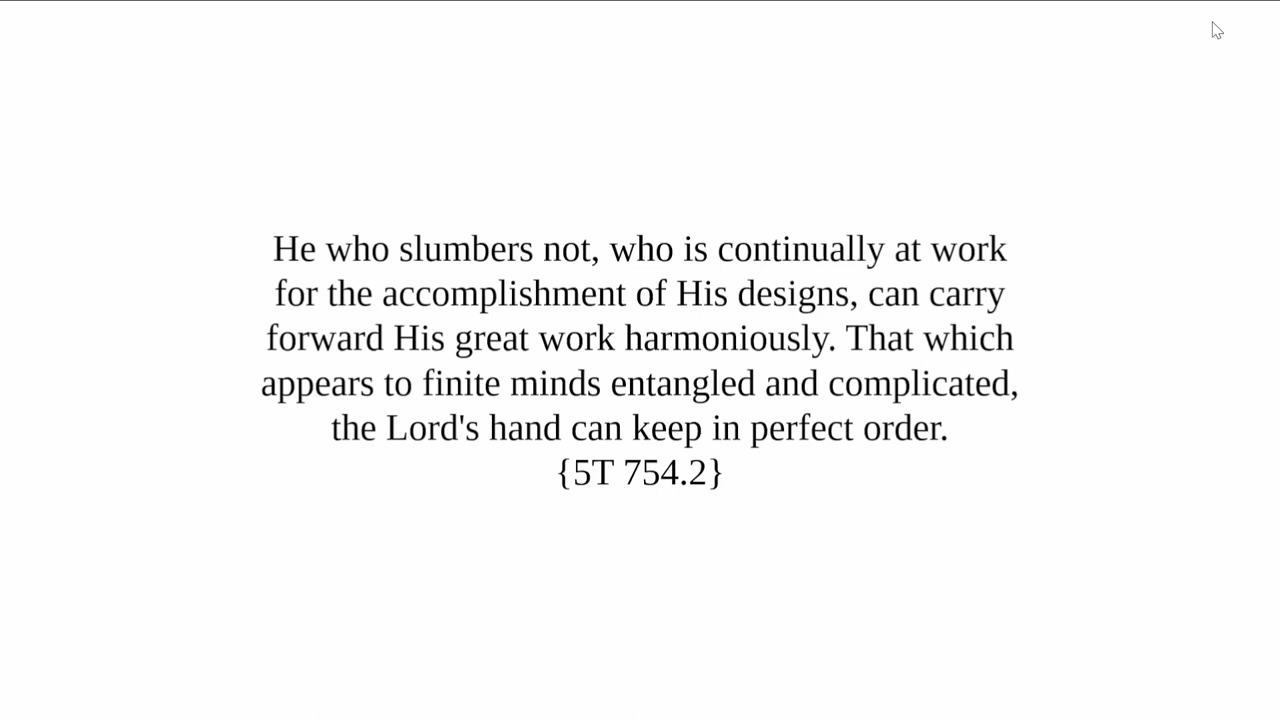 He who slumbers not, who is continually at work
for the accomplishment of His designs, can carry
forward His great work harmoniously. That which
appears to finite minds entangled and complicated,
the Lord's hand can keep in perfect order.
{5T 754.2}